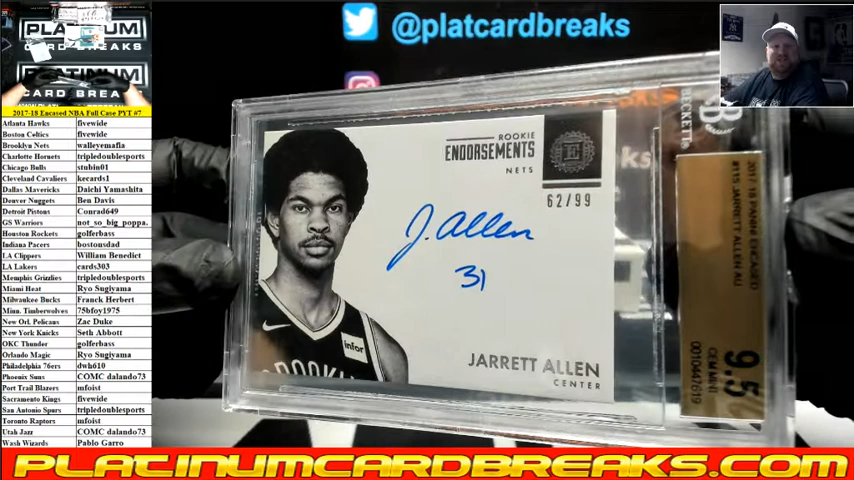 PLATINUM
CARD BREAKS
PLATINUM
CARD BREA
@platcardbreaks
2017-18 Encased NBA Full Case PYT #7
Atlanta Hawks fivewide
Boston Celtics fivewide
Brooklyn Nets walleyemafia
Charlotte Hornets tripledoublesports
Chicago Bulls stubin01
Cleveland Cavaliers kecards1
Dallas Mavericks Daichi Yamashita
Denver Nuggets Ben Davis
Detroit Pistons Conrad649
GS Warriors not_so_big_poppa.
Houston Rockets golferbass
Indiana Pacers bostonsdad
LA Clippers William Benedict
LA Lakers cards303
Memphis Grizzlies tripledoublesports
Miami Heat Ryo Sugiyama
Milwaukee Bucks Franck Herbert
Minn. Timberwolves 75bfoy1975
New Orl. Pelicans Zac Duke
New York Knicks Seth Abbott
OKC Thunder golferbass
Orlando Magic Ryo Sugiyama
Philadelphia 76ers dwh610
Phoenix Suns COMC dalando73
Port Trail Blazers mfoist
Sacramento Kings fivewide
San Antonio Spurs tripledoublesports
Toronto Raptors mfoist
Utah Jazz COMC dalando73
Wash Wizards Pablo Garro
ROOKIE
ENDORSEMENTS
NETS
E
62/99
J. Allen
31
infor
BROOKL
JARRETT ALLEN
CENTER
BECKETT
2017-18 PANINI ENCASED
#115 JARRETT ALLEN AU
GEM MINT
9.5
0010447619
PLATINUMCARDBREAKS.COM